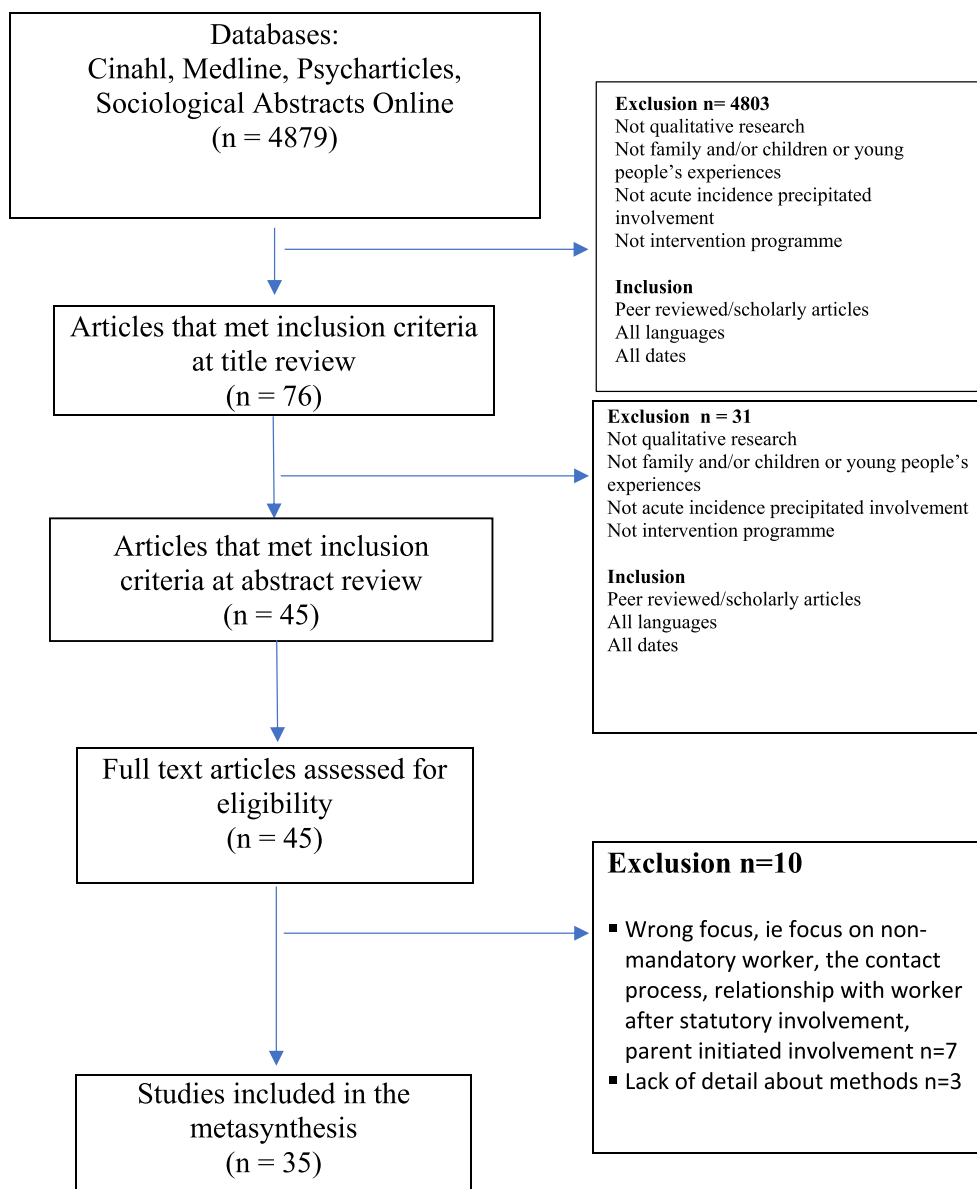 Databases:
Cinahl, Medline, Psycharticles,
Sociological Abstracts Online
(n = 4879)
Exclusion n= 4803
Not qualitative research
Not family and/or children or young
people's experiences
Not acute incidence precipitated
involvement
Not intervention programme
Inclusion
Peer reviewed/scholarly articles
All languages
All dates
Articles that met inclusion criteria
at title review
(n = 76)
Exclusion n = 31
Not qualitative research
Not family and/or children or young people's
experiences
Not acute incidence precipitated involvement
Not intervention programme
Inclusion
Peer reviewed/scholarly articles
All languages
All dates
Articles that met inclusion
criteria at abstract review
(n = 45)
Full text articles assessed for
eligibility
(n = 45)
Exclusion n=10
▪ Wrong focus, ie focus on non-
mandatory worker, the contact
process, relationship with worker
after statutory involvement,
parent initiated involvement n=7
▪ Lack of detail about methods n=3
Studies included in the
metasynthesis
(n = 35)